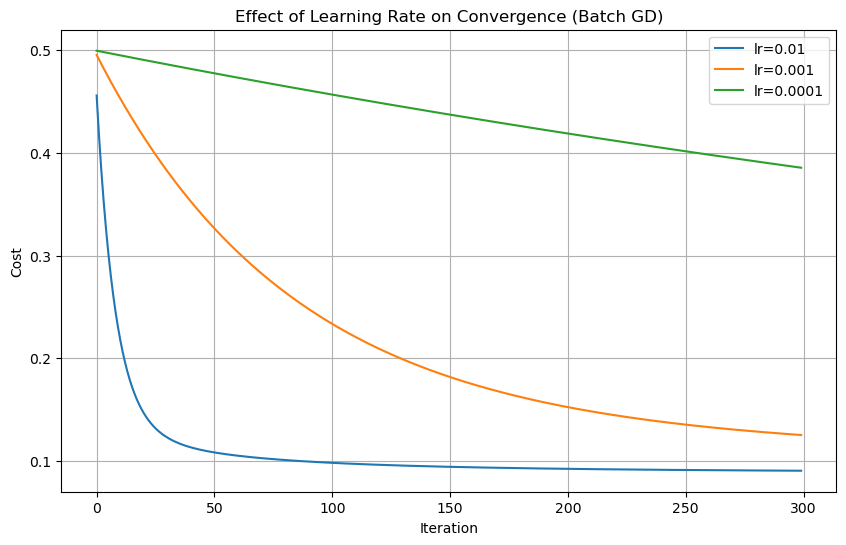 Effect of Learning Rate on Convergence (Batch GD)
lr=0.01
lr=0.001
lr=0.0001
Cost
0.5
0.4
0.3
0.2
0.1
0 50 100 150 200 250 300
Iteration